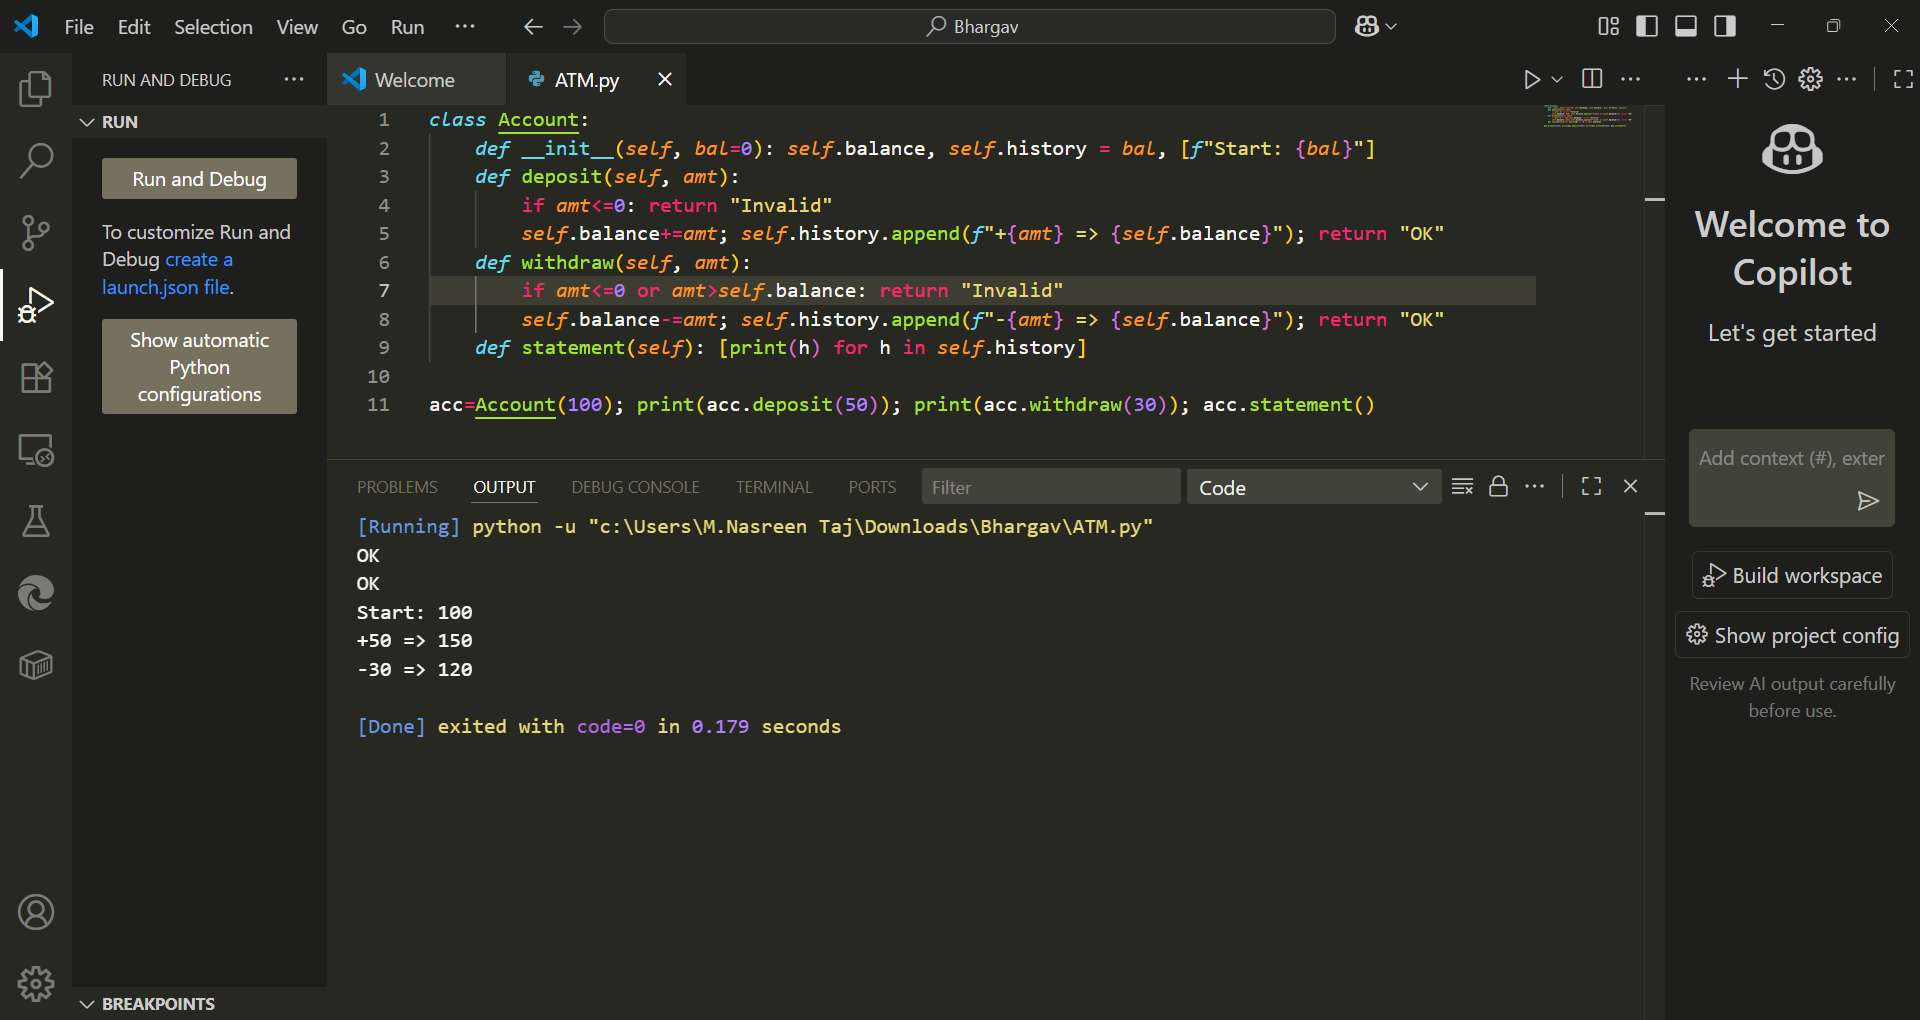 File Edit Selection View Go Run ···
Bhargav
RUN AND DEBUG ···
Welcome
ATM.py
RUN
Run and Debug
To customize Run and
Debug create a
launch.json file.
Show automatic
Python
configurations
BREAKPOINTS
1 class Account:
2     def __init__(self, bal=0): self.balance, self.history = bal, [f"Start: {bal}"]
3     def deposit(self, amt):
4         if amt<=0: return "Invalid"
5         self.balance+=amt; self.history.append(f"+{amt} => {self.balance}"); return "OK"
6     def withdraw(self, amt):
7         if amt<=0 or amt>self.balance: return "Invalid"
8         self.balance-=amt; self.history.append(f"-{amt} => {self.balance}"); return "OK"
9     def statement(self): [print(h) for h in self.history]
10
11 acc=Account(100); print(acc.deposit(50)); print(acc.withdraw(30)); acc.statement()
PROBLEMS OUTPUT DEBUG CONSOLE TERMINAL PORTS Filter Code
[Running] python -u "c:\Users\M.Nasreen Taj\Downloads\Bhargav\ATM.py"
OK
OK
Start: 100
+50 => 150
-30 => 120
[Done] exited with code=0 in 0.179 seconds
Welcome to
Copilot
Let's get started
Add context (#), exter
Build workspace
Show project config
Review AI output carefully
before use.